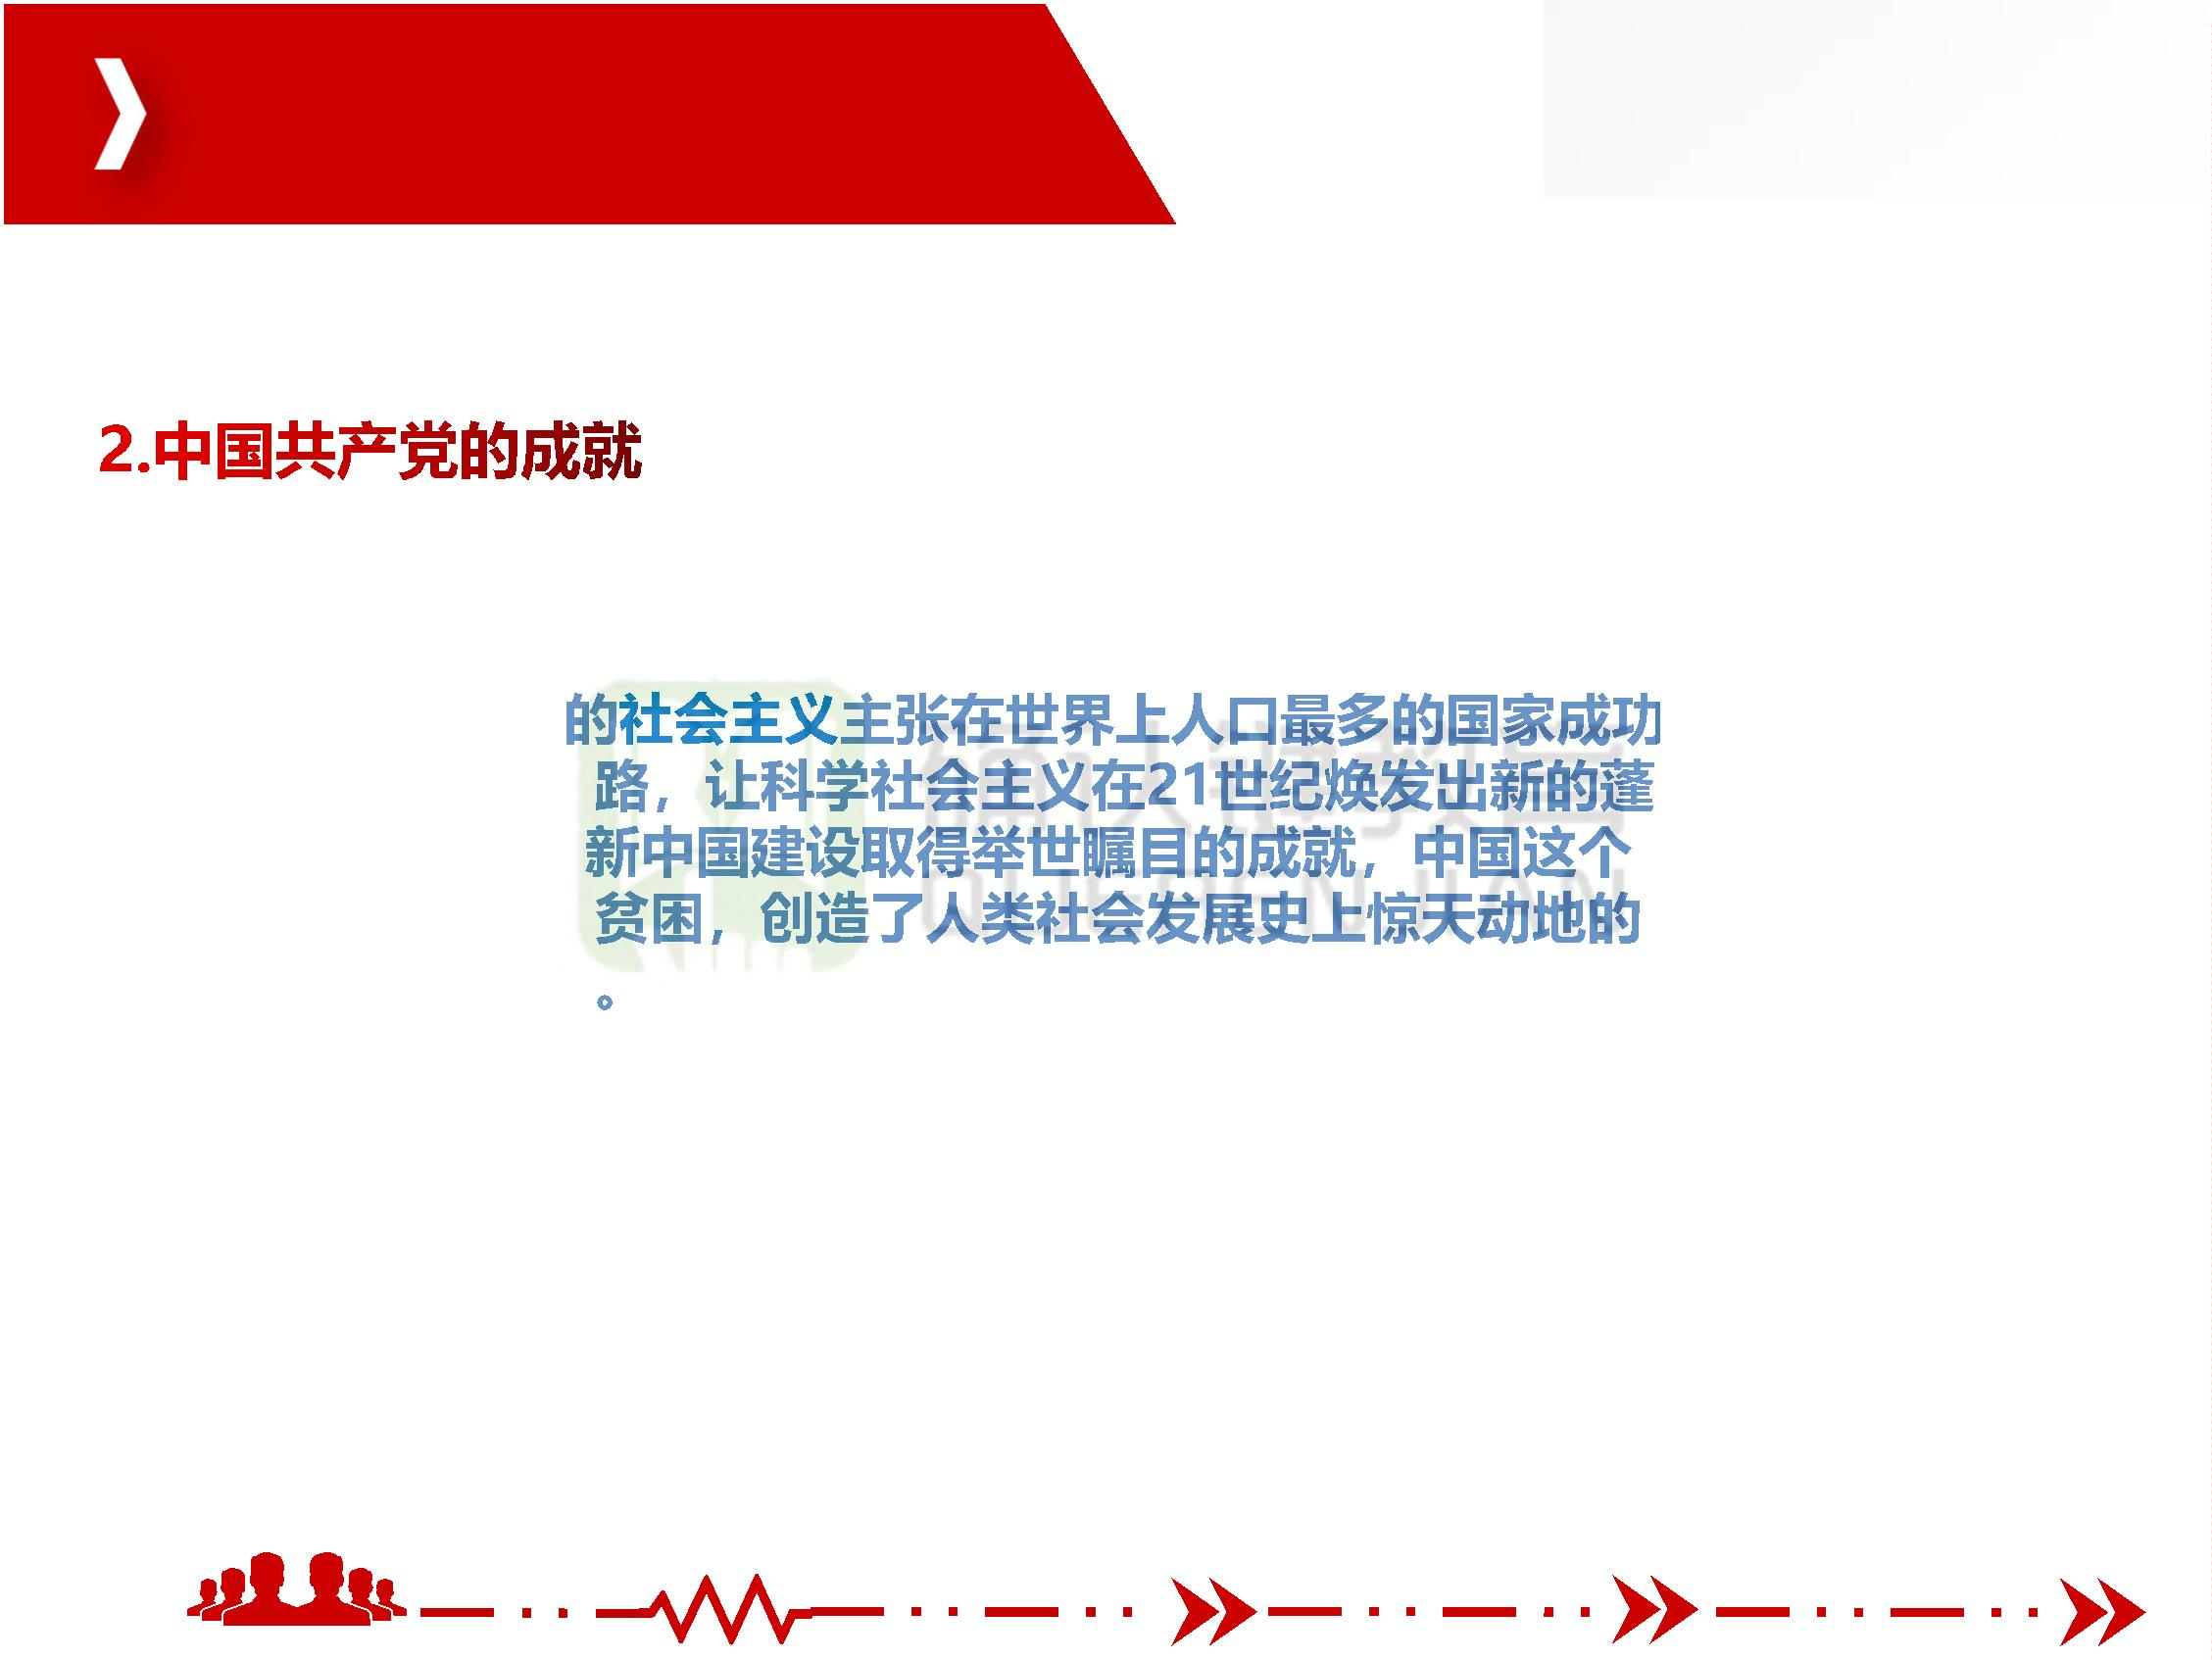 2.中国共产党的成就
的社会主义主张在世界上人口最多的国家成功
路，让科学社会主义在21世纪焕发出新的蓬
新中国建设取得举世瞩目的成就，中国这个
贫困，创造了人类社会发展史上惊天动地的
。